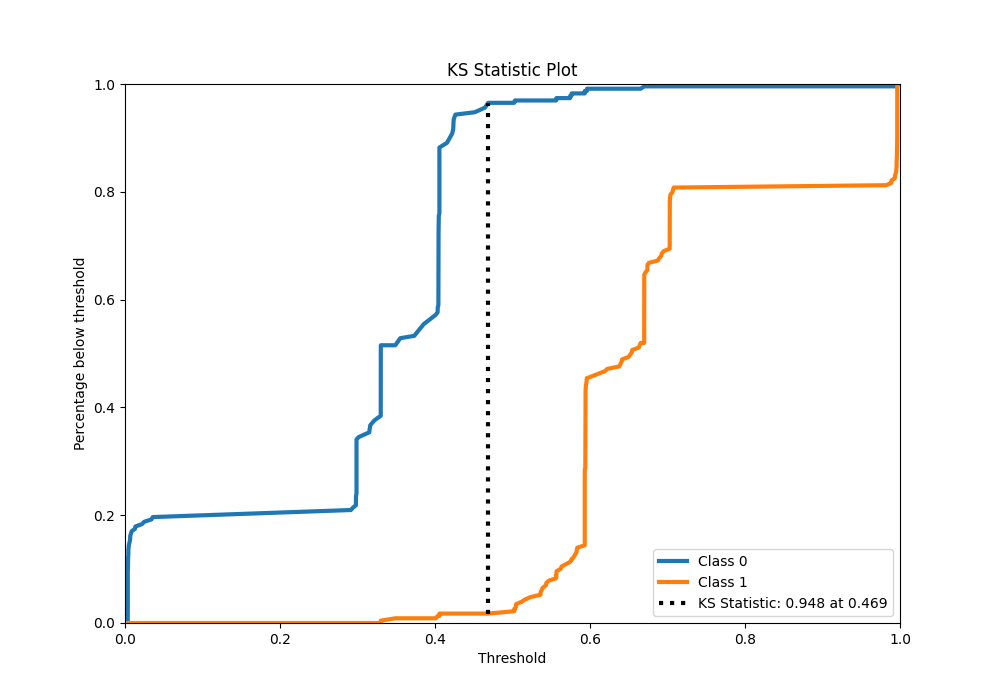 KS Statistic Plot
1.0
0.8
0.6
0.4
0.2
0.0
Percentage below threshold
0.0 0.2 0.4 0.6 0.8 1.0
Threshold
Class 0
Class 1
KS Statistic: 0.948 at 0.469